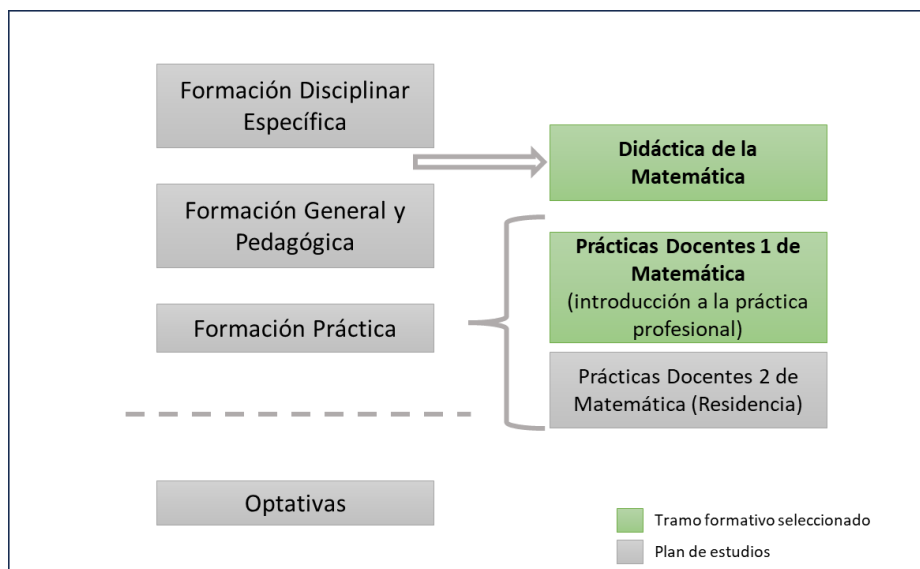 Formación Disciplinar
Específica
Formación General y
Pedagógica
Formación Práctica
Optativas
Didáctica de la
Matemática
Prácticas Docentes 1 de
Matemática
(introducción a la práctica
profesional)
Prácticas Docentes 2 de
Matemática (Residencia)
Tramo formativo seleccionado
Plan de estudios